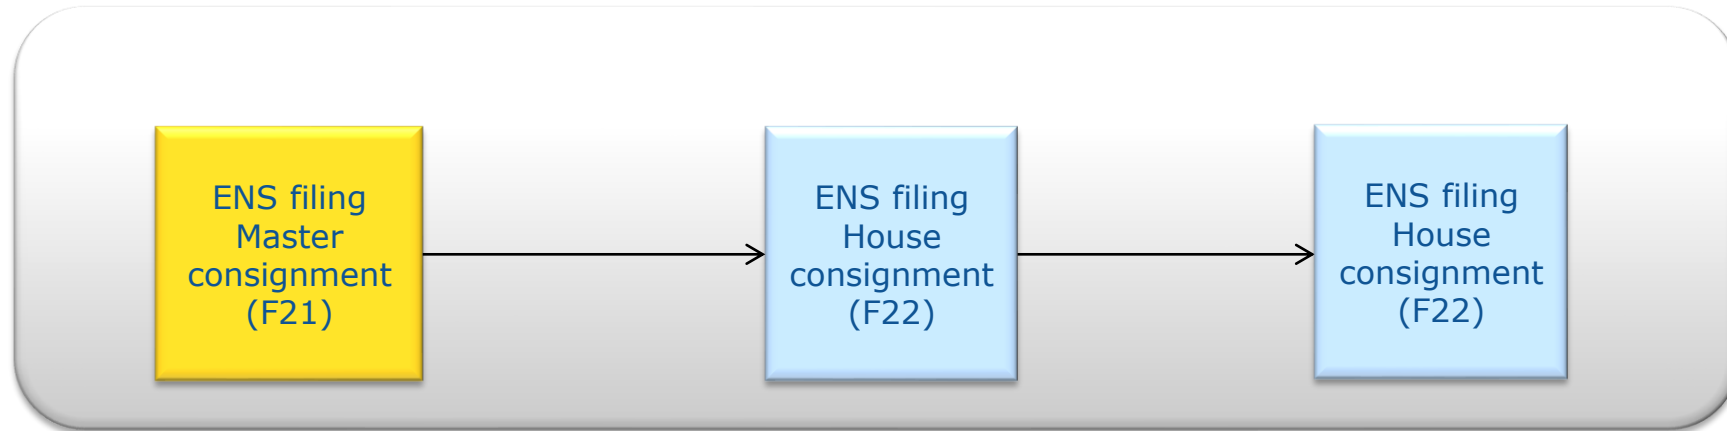 ENS filing
Master
consignment
(F21)
ENS filing
House
consignment
(F22)
ENS filing
House
consignment
(F22)